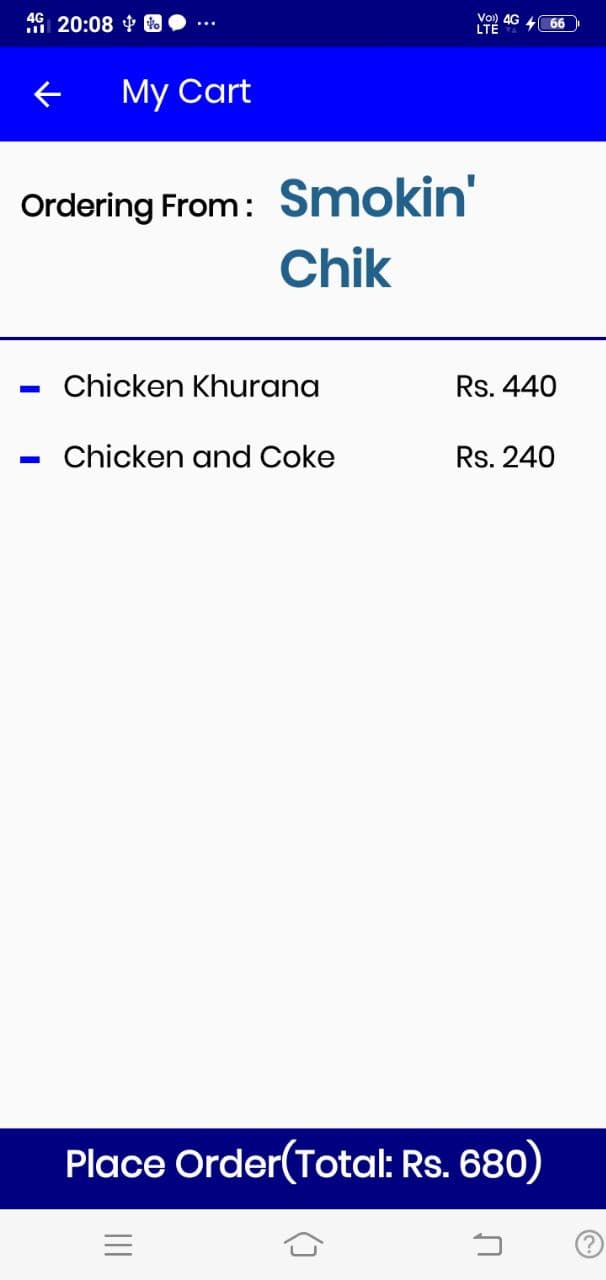 4G 20:08 ... Vo) 4G LTE 66
My Cart
Ordering From : Smokin'
Chik
Chicken Khurana Rs. 440
Chicken and Coke Rs. 240
Place Order(Total: Rs. 680)
?